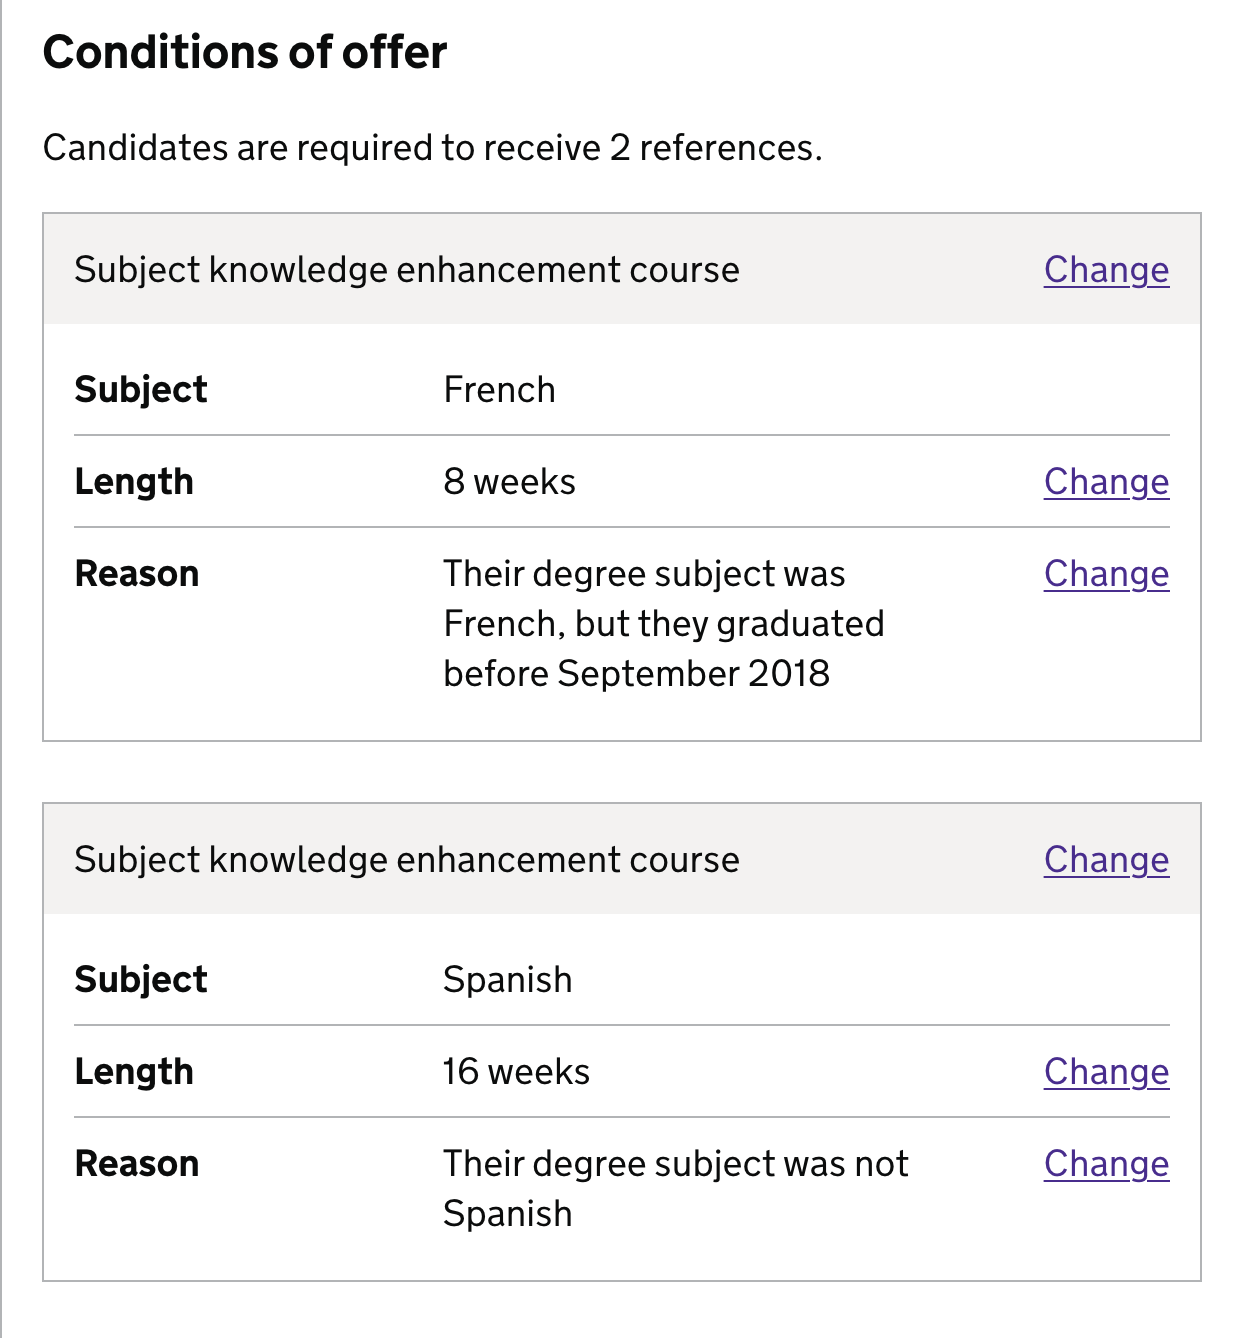 Conditions of offer
Candidates are required to receive 2 references.
Subject knowledge enhancement course Change
Subject French
Length 8 weeks Change
Reason Their degree subject was Change
French, but they graduated
before September 2018
Subject knowledge enhancement course Change
Subject Spanish
Length 16 weeks Change
Reason Their degree subject was not Change
Spanish